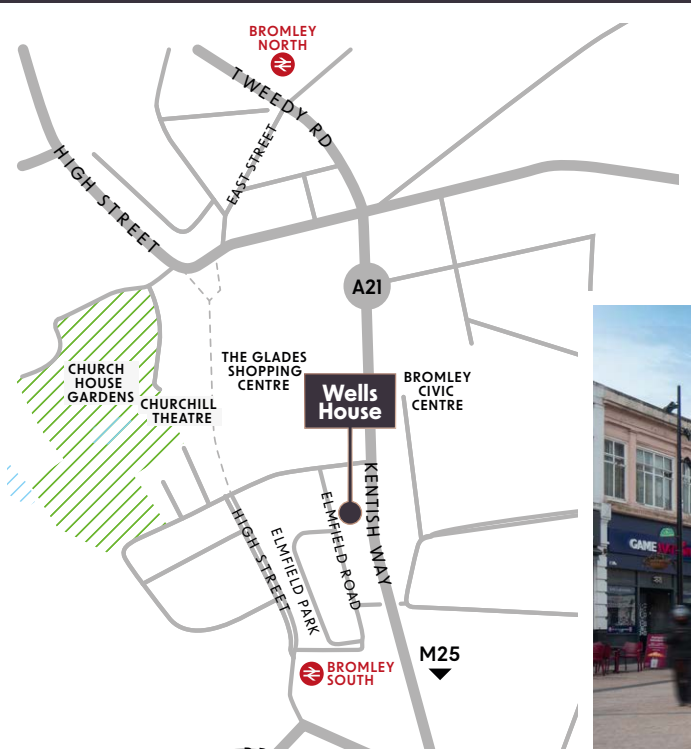 BROMLEY
NORTH
TWEEDY RD
HIGH STREET
EAST STREET
A21
THE GLADES
SHOPPING
CENTRE
Wells
House
BROMLEY
CIVIC
CENTRE
CHURCH
HOUSE
GARDENS
CHURCHILL
THEATRE
KENTISH WAY
HIGH STREET
ELMFIELD PARK
ELMFIELD ROAD
BROMLEY
SOUTH
M25
GAME